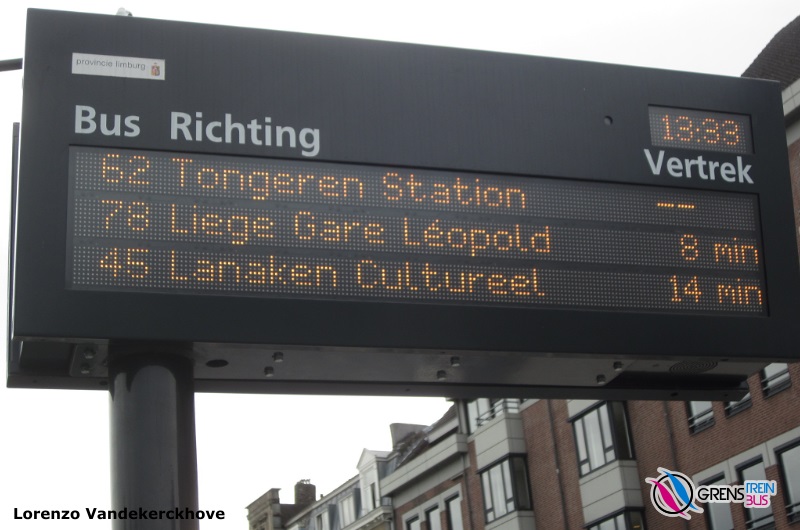 provincie limburg
Bus Richting
13:33
Vertrek
62 Tongeren Station --
78 Liege Gare Léopold 8 min
45 Lanaken Cultureel 14 min
GRENS TREIN BUS
Lorenzo Vandekerckhove